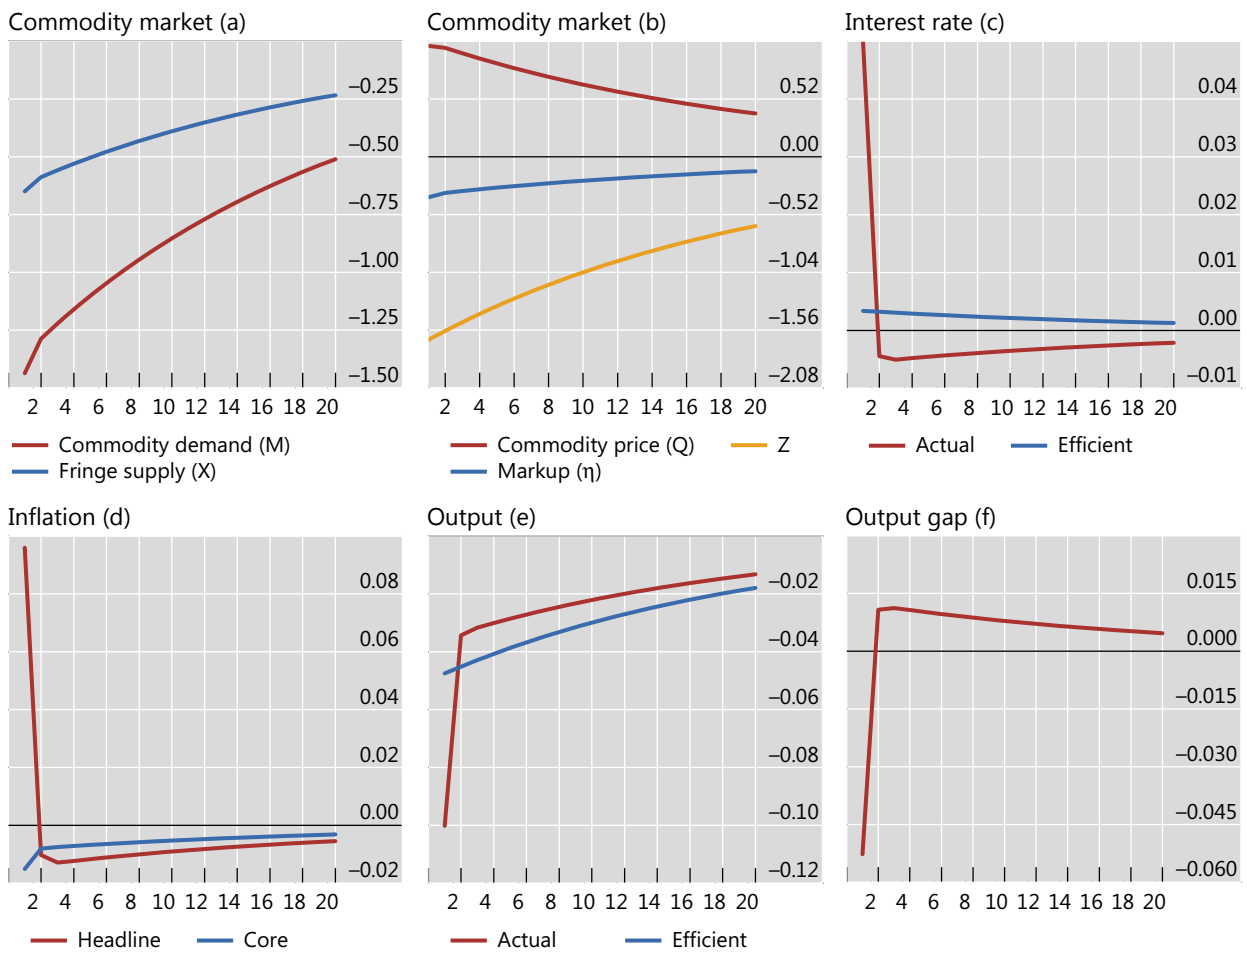 Commodity market (a)
−0.25
−0.50
−0.75
−1.00
−1.25
−1.50
2 4 6 8 10 12 14 16 18 20
Commodity demand (M)
Fringe supply (X)
Commodity market (b)
0.52
0.00
−0.52
−1.04
−1.56
−2.08
2 4 6 8 10 12 14 16 18 20
Commodity price (Q) Z
Markup (η)
Interest rate (c)
0.04
0.03
0.02
0.01
0.00
−0.01
2 4 6 8 10 12 14 16 18 20
Actual Efficient
Inflation (d)
0.08
0.06
0.04
0.02
0.00
−0.02
2 4 6 8 10 12 14 16 18 20
Headline Core
Output (e)
−0.02
−0.04
−0.06
−0.08
−0.10
−0.12
2 4 6 8 10 12 14 16 18 20
Actual Efficient
Output gap (f)
0.015
0.000
−0.015
−0.030
−0.045
−0.060
2 4 6 8 10 12 14 16 18 20